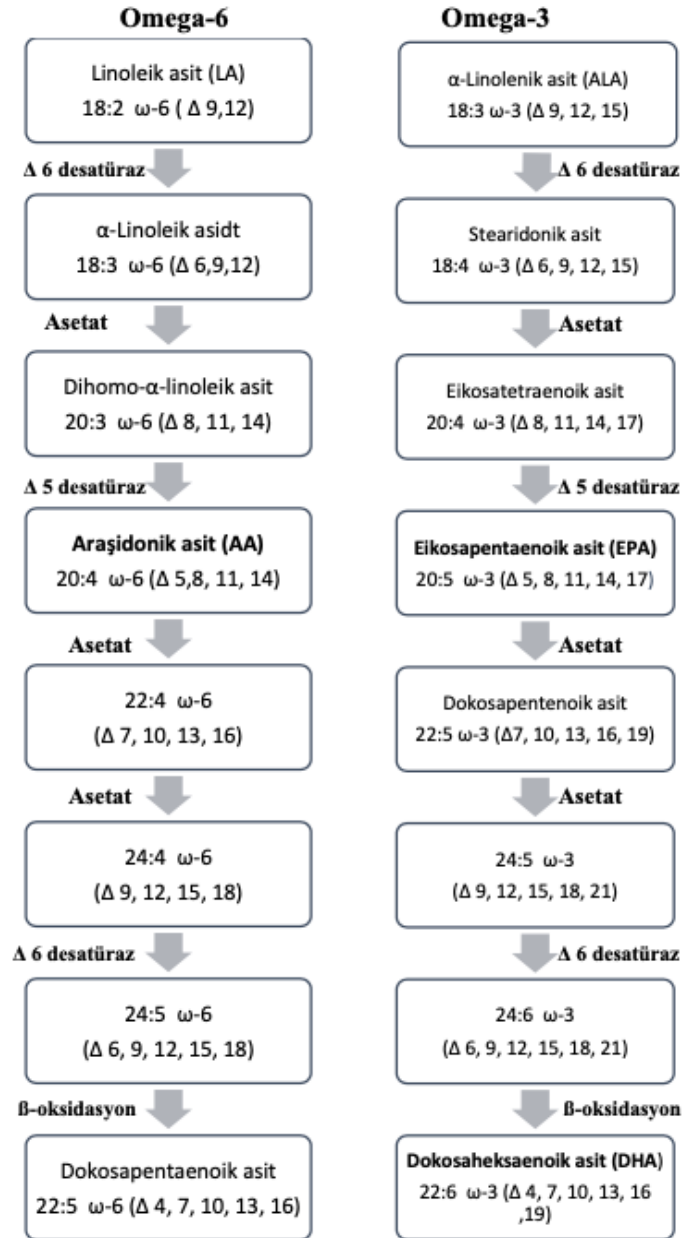 Omega-6
Linoleik asit (LA)
18:2 ω-6 ( Δ 9,12)
Δ 6 desatüraz
α-Linoleik asidt
18:3 ω-6 (Δ 6,9,12)
Asetat
Dihomo-α-linoleik asit
20:3 ω-6 (Δ 8, 11, 14)
Δ 5 desatüraz
Araşidonik asit (AA)
20:4 ω-6 (Δ 5,8, 11, 14)
Asetat
22:4 ω-6
(Δ 7, 10, 13, 16)
Asetat
24:4 ω-6
(Δ 9, 12, 15, 18)
Δ 6 desatüraz
24:5 ω-6
(Δ 6, 9, 12, 15, 18)
ß-oksidasyon
Dokosapentaenoik asit
22:5 ω-6 (Δ 4, 7, 10, 13, 16)
Omega-3
α-Linolenik asit (ALA)
18:3 ω-3 (Δ 9, 12, 15)
Δ 6 desatüraz
Stearidonik asit
18:4 ω-3 (Δ 6, 9, 12, 15)
Asetat
Eikosatetraenoik asit
20:4 ω-3 (Δ 8, 11, 14, 17)
Δ 5 desatüraz
Eikosapentaenoik asit (EPA)
20:5 ω-3 (Δ 5, 8, 11, 14, 17)
Asetat
Dokosapentenoik asit
22:5 ω-3 (Δ7, 10, 13, 16, 19)
Asetat
24:5 ω-3
(Δ 9, 12, 15, 18, 21)
Δ 6 desatüraz
24:6 ω-3
(Δ 6, 9, 12, 15, 18, 21)
ß-oksidasyon
Dokosaheksaenoik asit (DHA)
22:6 ω-3 (Δ 4, 7, 10, 13, 16
,19)